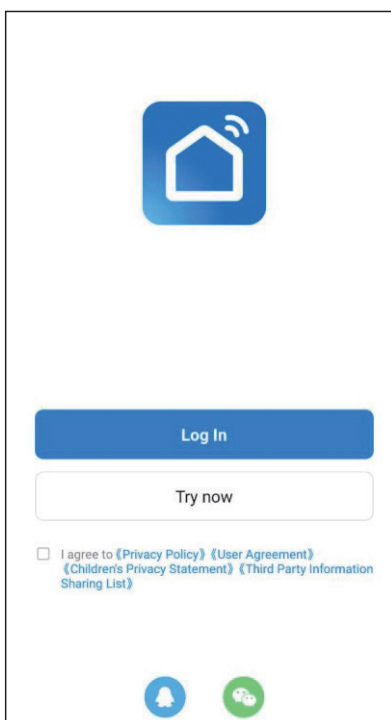 Log In
Try now
I agree to《Privacy Policy》《User Agreement》
《Children's Privacy Statement》《Third Party Information
Sharing List》